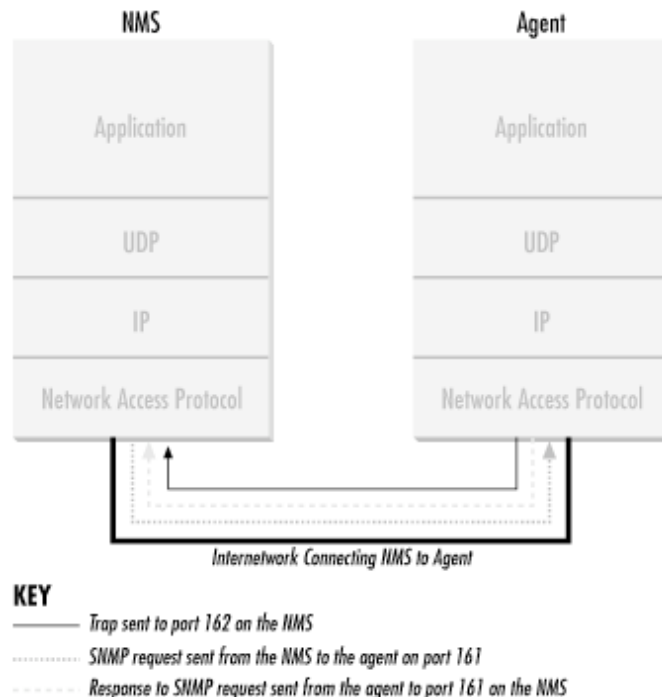 NMS
Agent
Application
Application
UDP
UDP
IP
IP
Network Access Protocol
Network Access Protocol
Internetwork Connecting NMS to Agent
KEY
Trap sent to port 162 on the NMS
SNMP request sent from the NMS to the agent on port 161
Response to SNMP request sent from the agent to port 161 on the NMS